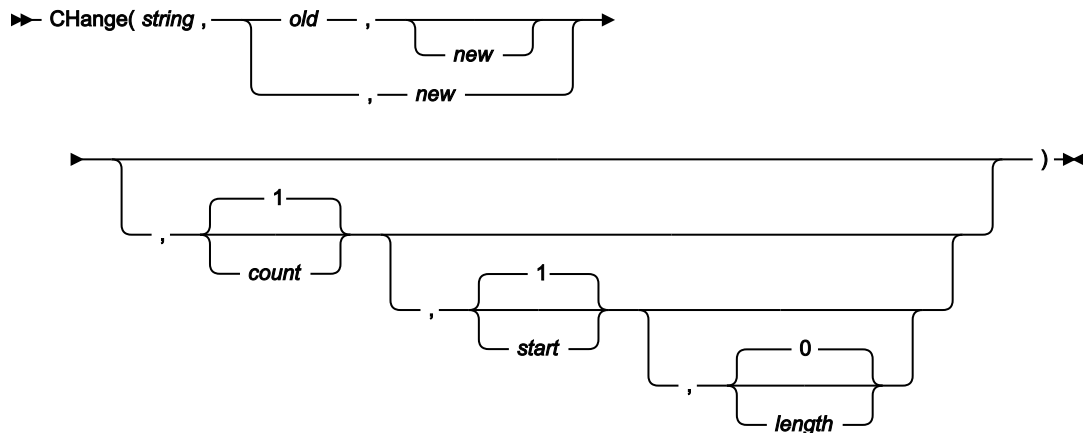 CHange( string , old ,
new
, new
)
1
,
count
1
,
start
0
,
length